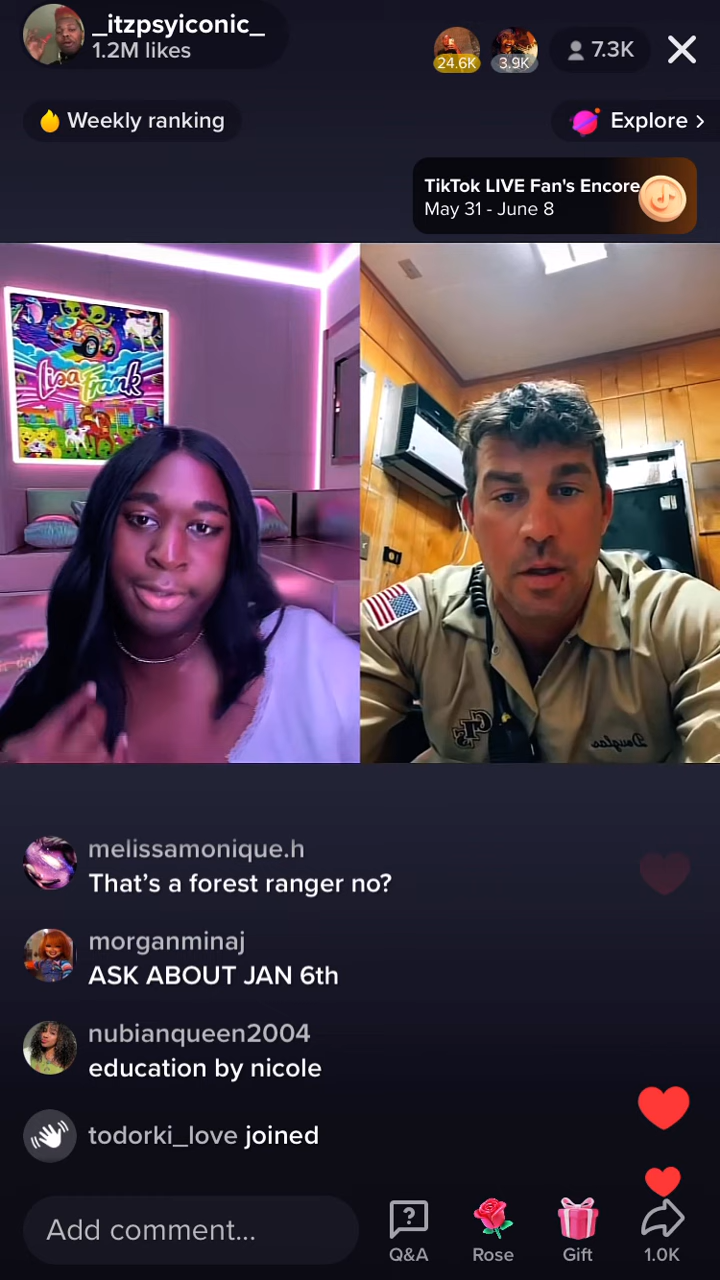 _itzpsyiconic_
1.2M likes
24.6K
3.9K
7.3K
Weekly ranking
Explore >
TikTok LIVE Fan's Encore
May 31 - June 8
Lisa Frank
CTS
Douglas
melissamonique.h
That's a forest ranger no?
morganminaj
ASK ABOUT JAN 6th
nubianqueen2004
education by nicole
todorki_love joined
Add comment...
Q&A
Rose
Gift
1.0K